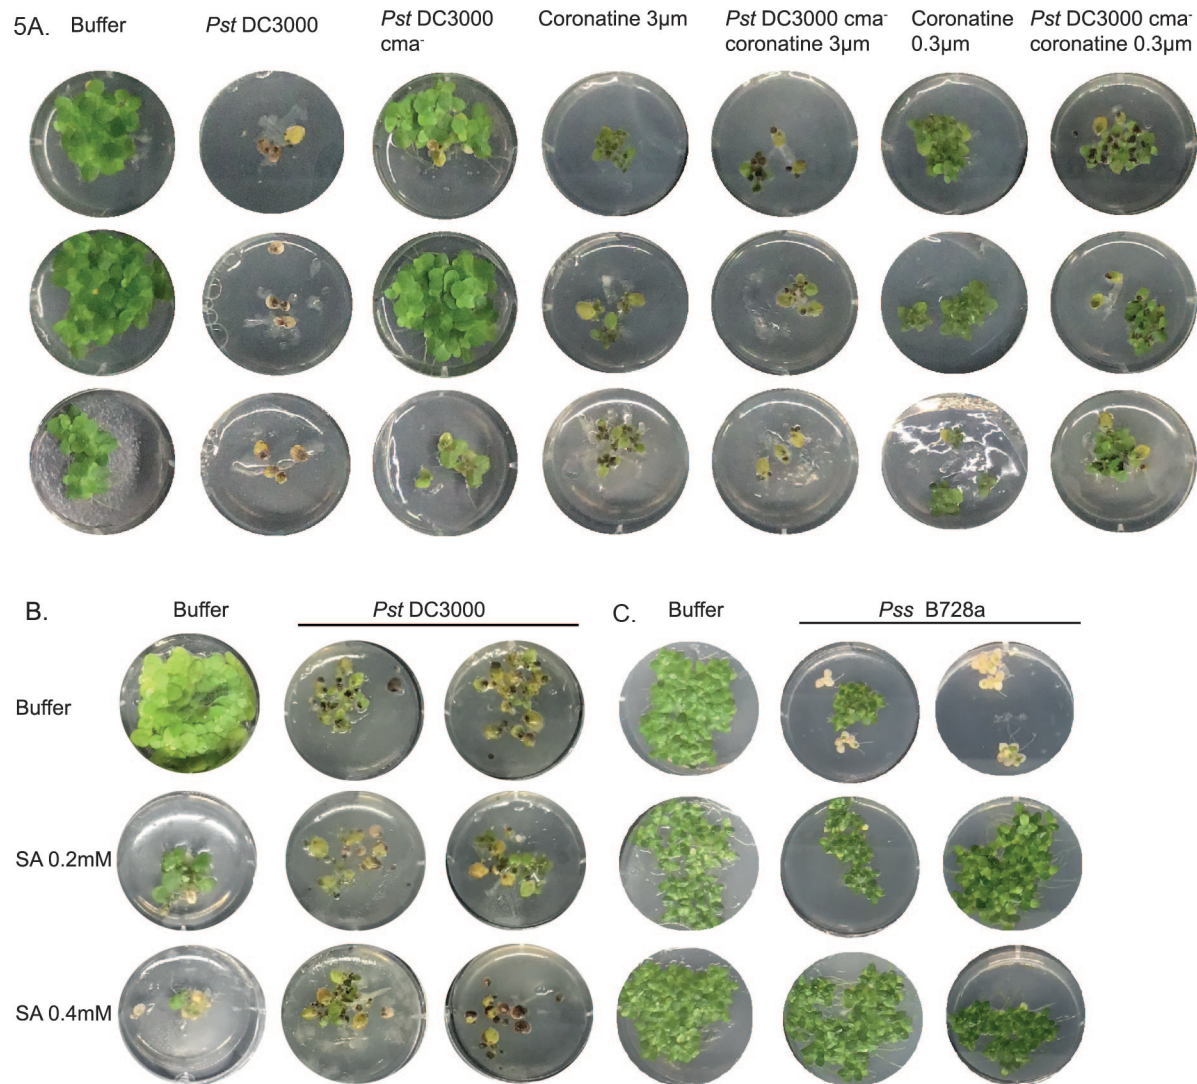 5A. Buffer Pst DC3000 Pst DC3000 cma⁻ Coronatine 3µm Pst DC3000 cma⁻ coronatine 3µm Coronatine 0.3µm Pst DC3000 cma⁻ coronatine 0.3µm
B. Buffer Pst DC3000
C. Buffer Pss B728a
Buffer
SA 0.2mM
SA 0.4mM